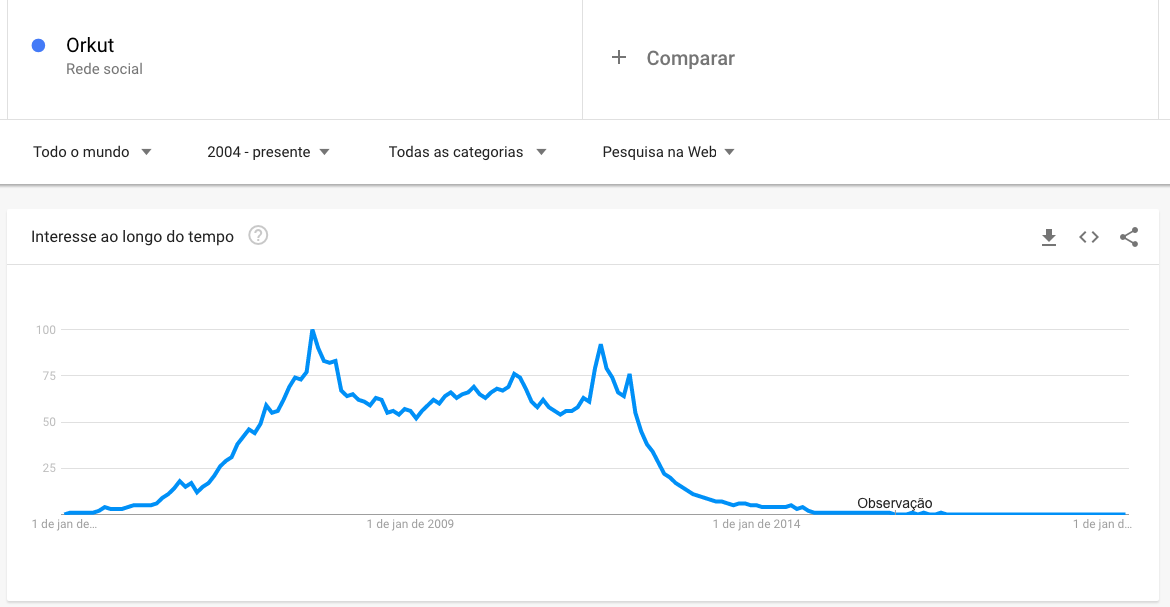 Orkut
Rede social
Comparar
Todo o mundo
2004 - presente
Todas as categorias
Pesquisa na Web
Interesse ao longo do tempo
100
75
50
25
Observação
1 de jan de…
1 de jan de 2009
1 de jan de 2014
1 de jan d…